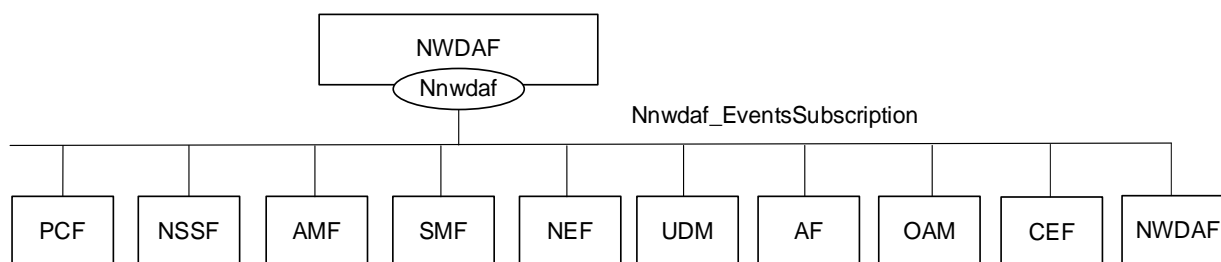 NWDAF
Nnwdaf
Nnwdaf_EventsSubscription
PCF NSSF AMF SMF NEF UDM AF OAM CEF NWDAF